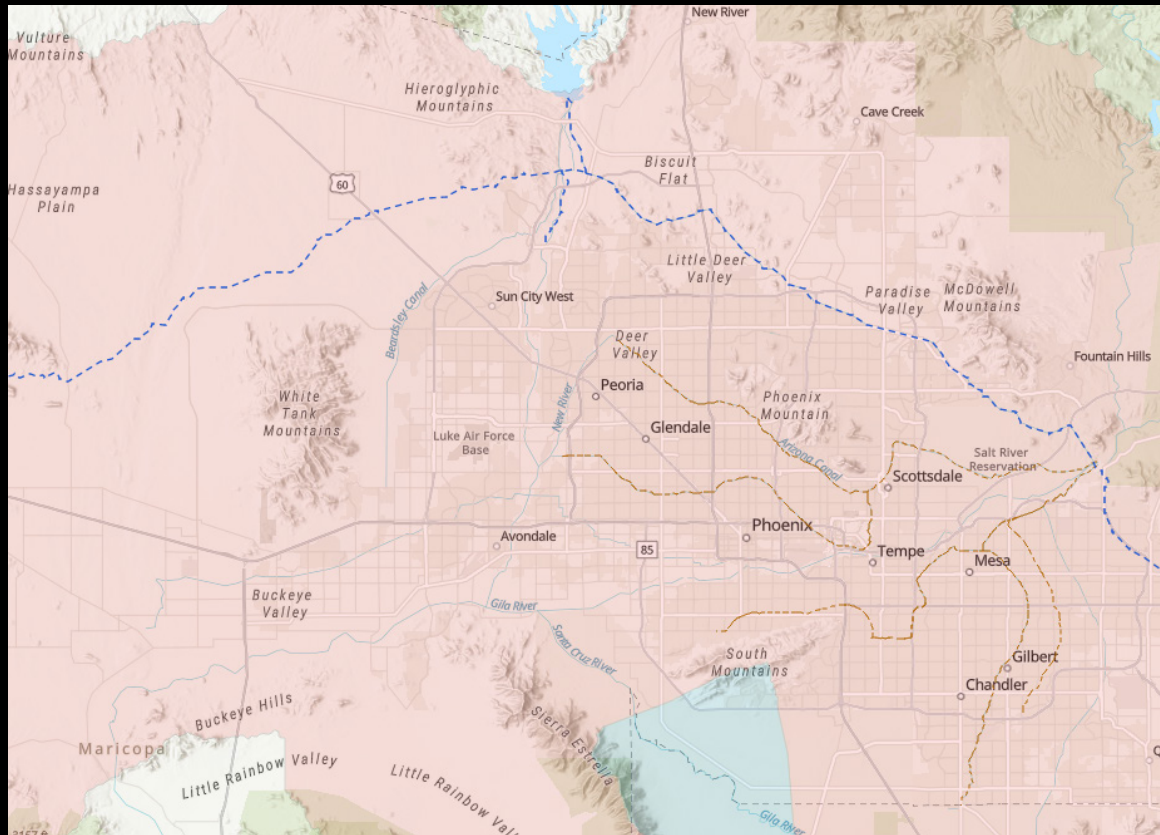 New River
Vulture
Mountains
Hieroglyphic
Mountains
Cave Creek
Biscuit
Flat
60
Hassayampa
Plain
Little Deer
Valley
Paradise
Valley
McDowell
Mountains
Sun City West
Beardsley Canal
Deer
Valley
Fountain Hills
Peoria
White
Tank
Mountains
New River
Phoenix
Mountain
Glendale
Luke Air Force
Base
Arizona Canal
Salt River
Reservation
Scottsdale
Phoenix
Avondale
85
Tempe
Mesa
Buckeye
Valley
Gila River
Santa Cruz River
South
Mountains
Gilbert
Chandler
Buckeye Hills
Sierra Estrella
Maricopa
Little Rainbow Valley
Little Rainbow Val
Q
Gila River
3157 ft